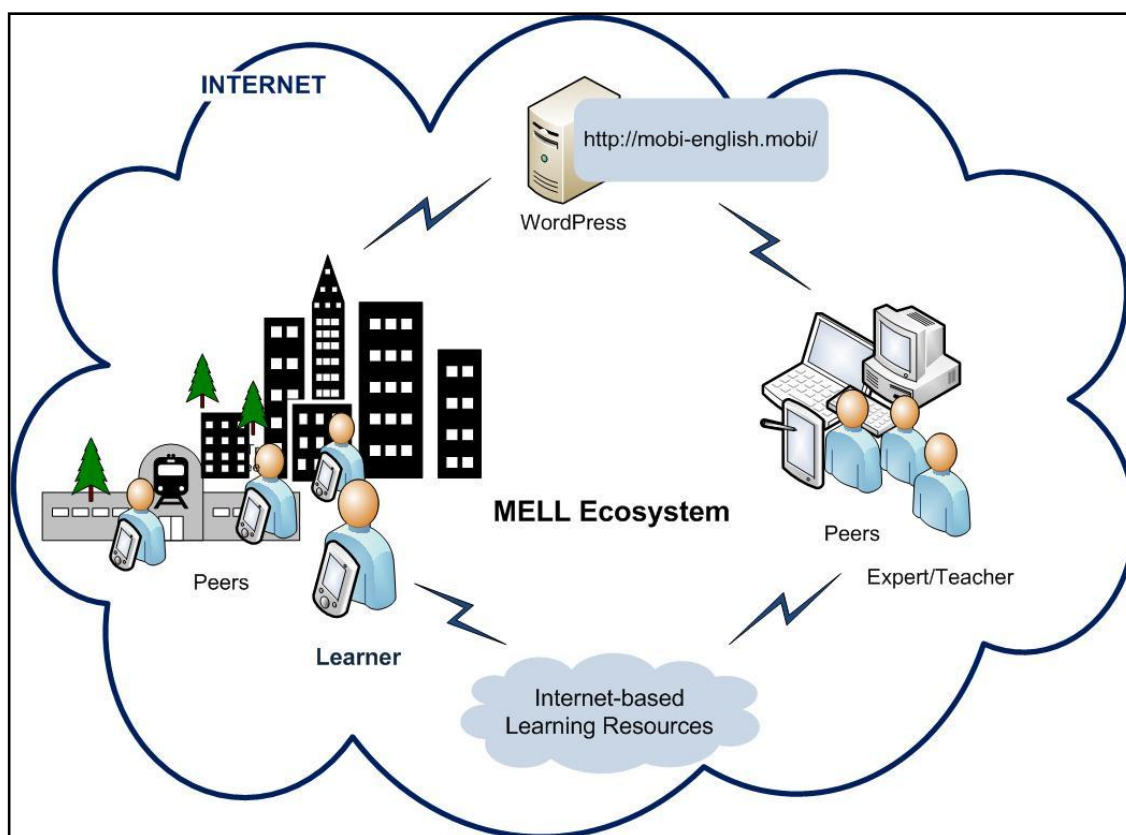 INTERNET
http://mobi-english.mobi/
WordPress
MELL Ecosystem
Peers
Expert/Teacher
Peers
Learner
Internet-based
Learning Resources